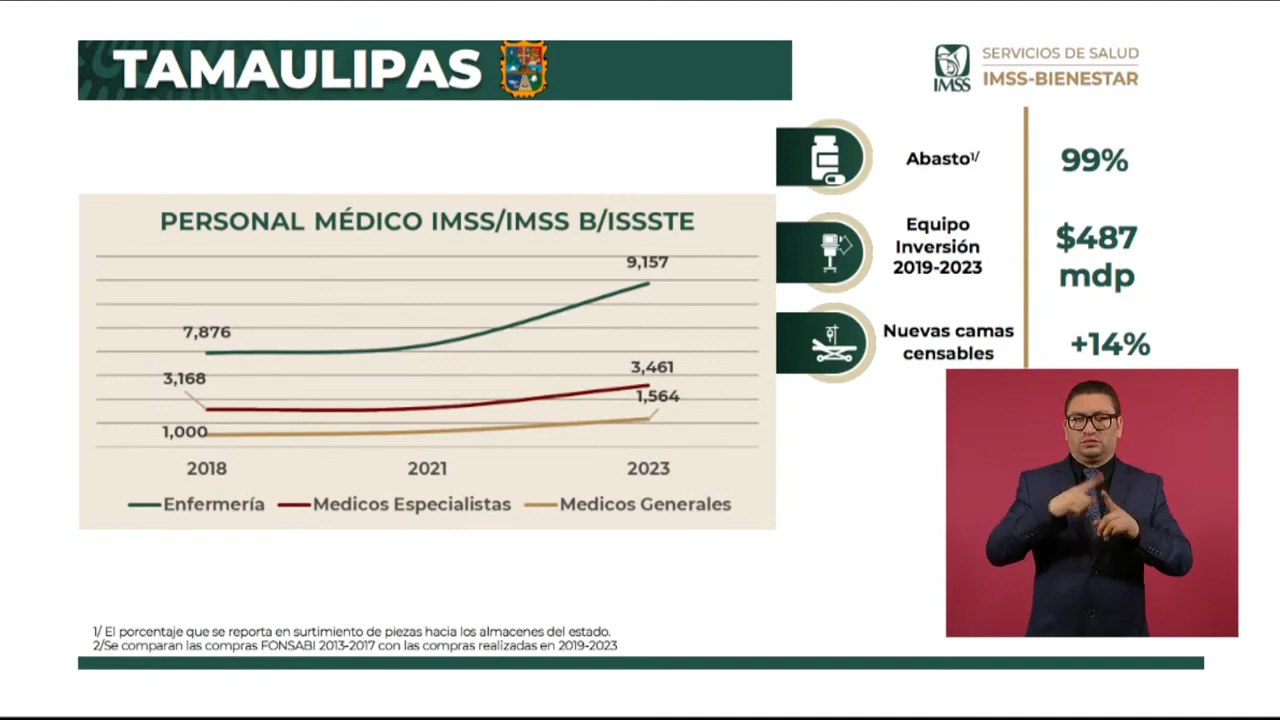 TAMAULIPAS
IMSS
SERVICIOS DE SALUD
IMSS-BIENESTAR
PERSONAL MÉDICO IMSS/IMSS B/ISSSTE
9,157
7,876
3,168
3,461
1,564
1,000
2018 2021 2023
Enfermería Medicos Especialistas Medicos Generales
Abasto1/
99%
Equipo
Inversión
2019-2023
$487
mdp
Nuevas camas
censables
+14%
1/ El porcentaje que se reporta en surtimiento de piezas hacia los almacenes del estado.
2/Se comparan las compras FONSABI 2013-2017 con las compras realizadas en 2019-2023